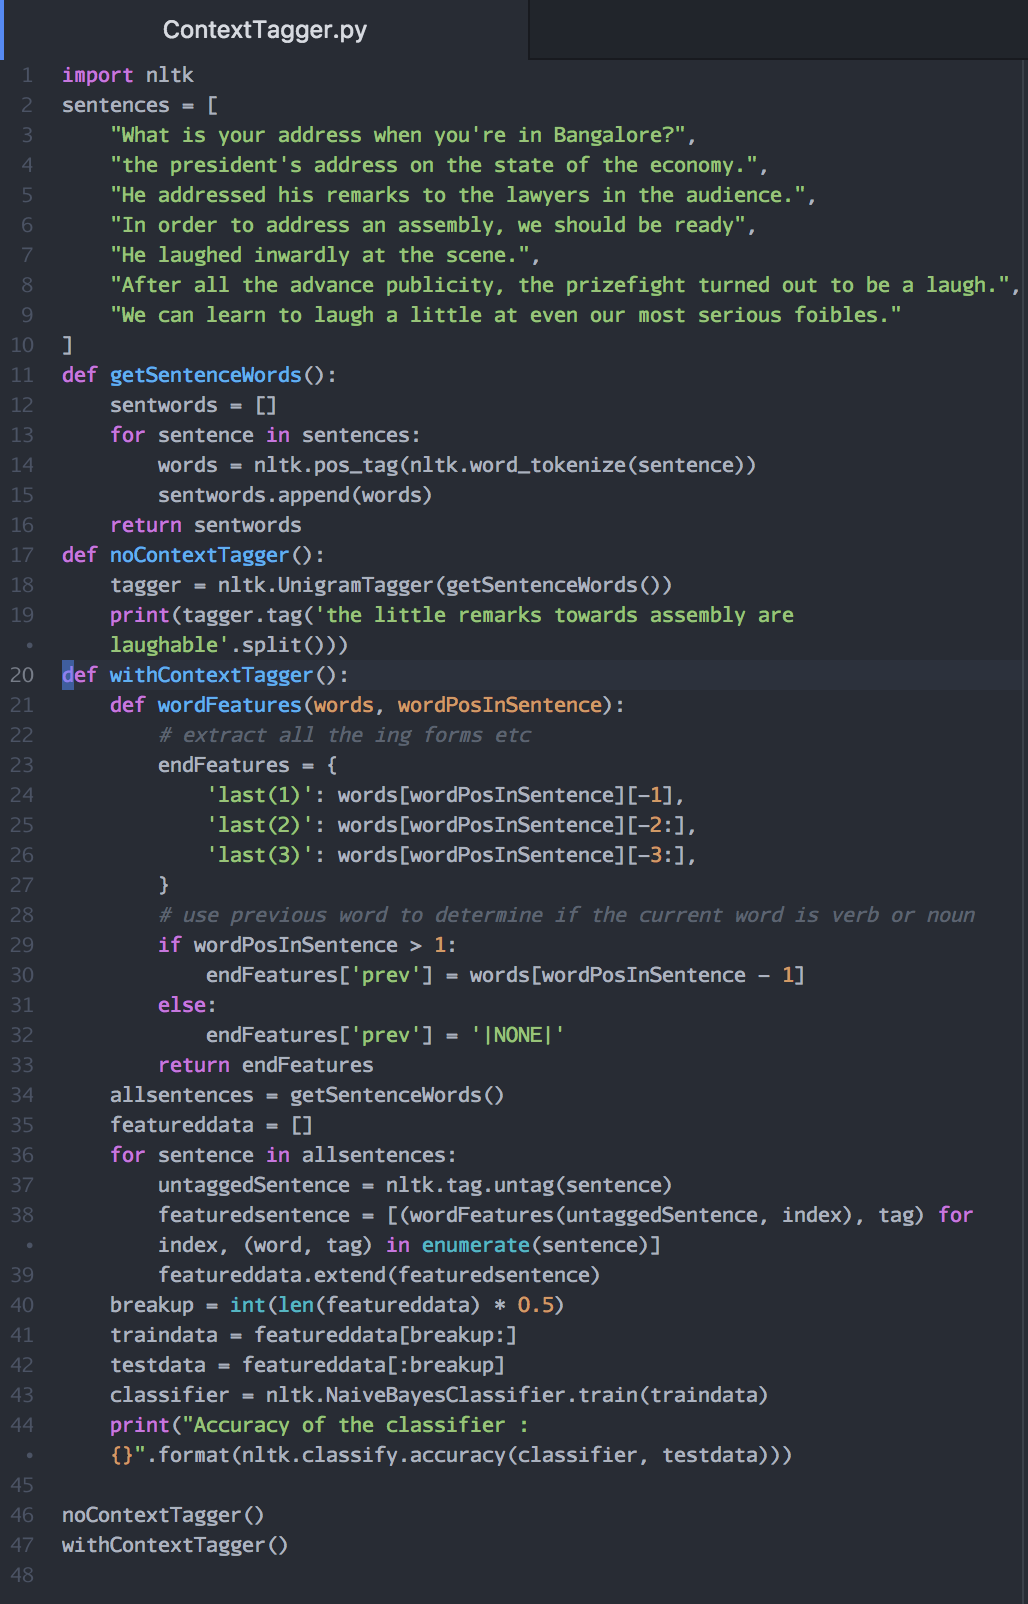 ContextTagger.py
1 import nltk
2 sentences = [
3     "What is your address when you're in Bangalore?",
4     "the president's address on the state of the economy.",
5     "He addressed his remarks to the lawyers in the audience.",
6     "In order to address an assembly, we should be ready",
7     "He laughed inwardly at the scene.",
8     "After all the advance publicity, the prizefight turned out to be a laugh.",
9     "We can learn to laugh a little at even our most serious foibles."
10 ]
11 def getSentenceWords():
12     sentwords = []
13     for sentence in sentences:
14         words = nltk.pos_tag(nltk.word_tokenize(sentence))
15         sentwords.append(words)
16     return sentwords
17 def noContextTagger():
18     tagger = nltk.UnigramTagger(getSentenceWords())
19     print(tagger.tag('the little remarks towards assembly are
•     laughable'.split()))
20 def withContextTagger():
21     def wordFeatures(words, wordPosInSentence):
22         # extract all the ing forms etc
23         endFeatures = {
24             'last(1)': words[wordPosInSentence][-1],
25             'last(2)': words[wordPosInSentence][-2:],
26             'last(3)': words[wordPosInSentence][-3:],
27         }
28         # use previous word to determine if the current word is verb or noun
29         if wordPosInSentence > 1:
30             endFeatures['prev'] = words[wordPosInSentence - 1]
31         else:
32             endFeatures['prev'] = '|NONE|'
33         return endFeatures
34     allsentences = getSentenceWords()
35     featureddata = []
36     for sentence in allsentences:
37         untaggedSentence = nltk.tag.untag(sentence)
38         featuredsentence = [(wordFeatures(untaggedSentence, index), tag) for
•         index, (word, tag) in enumerate(sentence)]
39         featureddata.extend(featuredsentence)
40     breakup = int(len(featureddata) * 0.5)
41     traindata = featureddata[breakup:]
42     testdata = featureddata[:breakup]
43     classifier = nltk.NaiveBayesClassifier.train(traindata)
44     print("Accuracy of the classifier :
•     {}".format(nltk.classify.accuracy(classifier, testdata)))
45
46 noContextTagger()
47 withContextTagger()
48